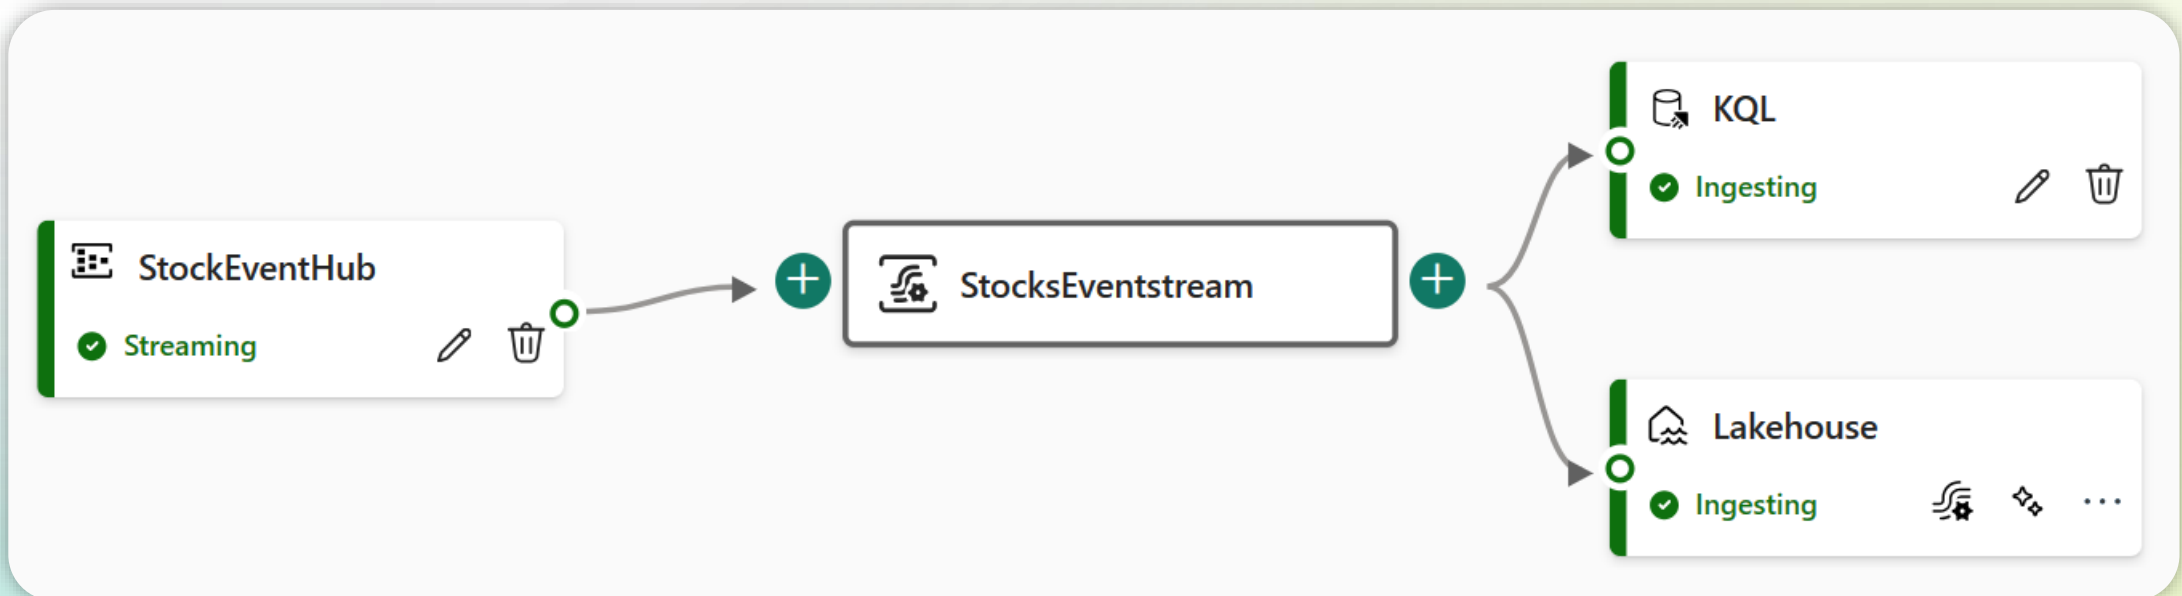 StockEventHub
Streaming
StocksEventstream
KQL
Ingesting
Lakehouse
Ingesting